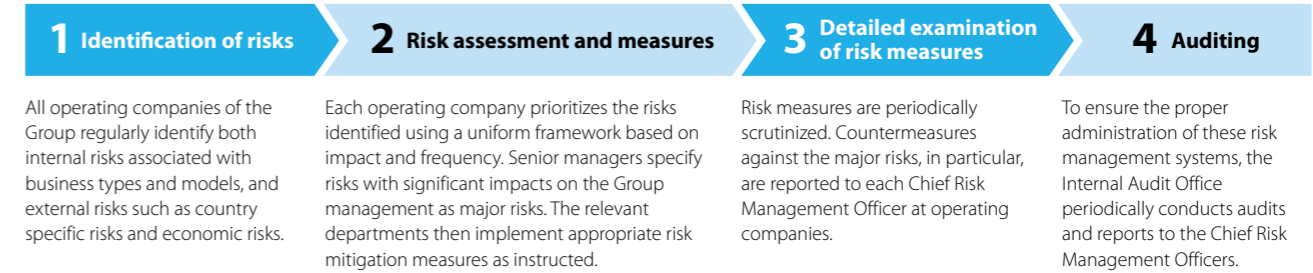 1 Identification of risks
All operating companies of the
Group regularly identify both
internal risks associated with
business types and models, and
external risks such as country
specific risks and economic risks.
2 Risk assessment and measures
Each operating company prioritizes the risks
identified using a uniform framework based on
impact and frequency. Senior managers specify
risks with significant impacts on the Group
management as major risks. The relevant
departments then implement appropriate risk
mitigation measures as instructed.
3 Detailed examination
of risk measures
Risk measures are periodically
scrutinized. Countermeasures
against the major risks, in particular,
are reported to each Chief Risk
Management Officer at operating
companies.
4 Auditing
To ensure the proper
administration of these risk
management systems, the
Internal Audit Office
periodically conducts audits
and reports to the Chief Risk
Management Officers.